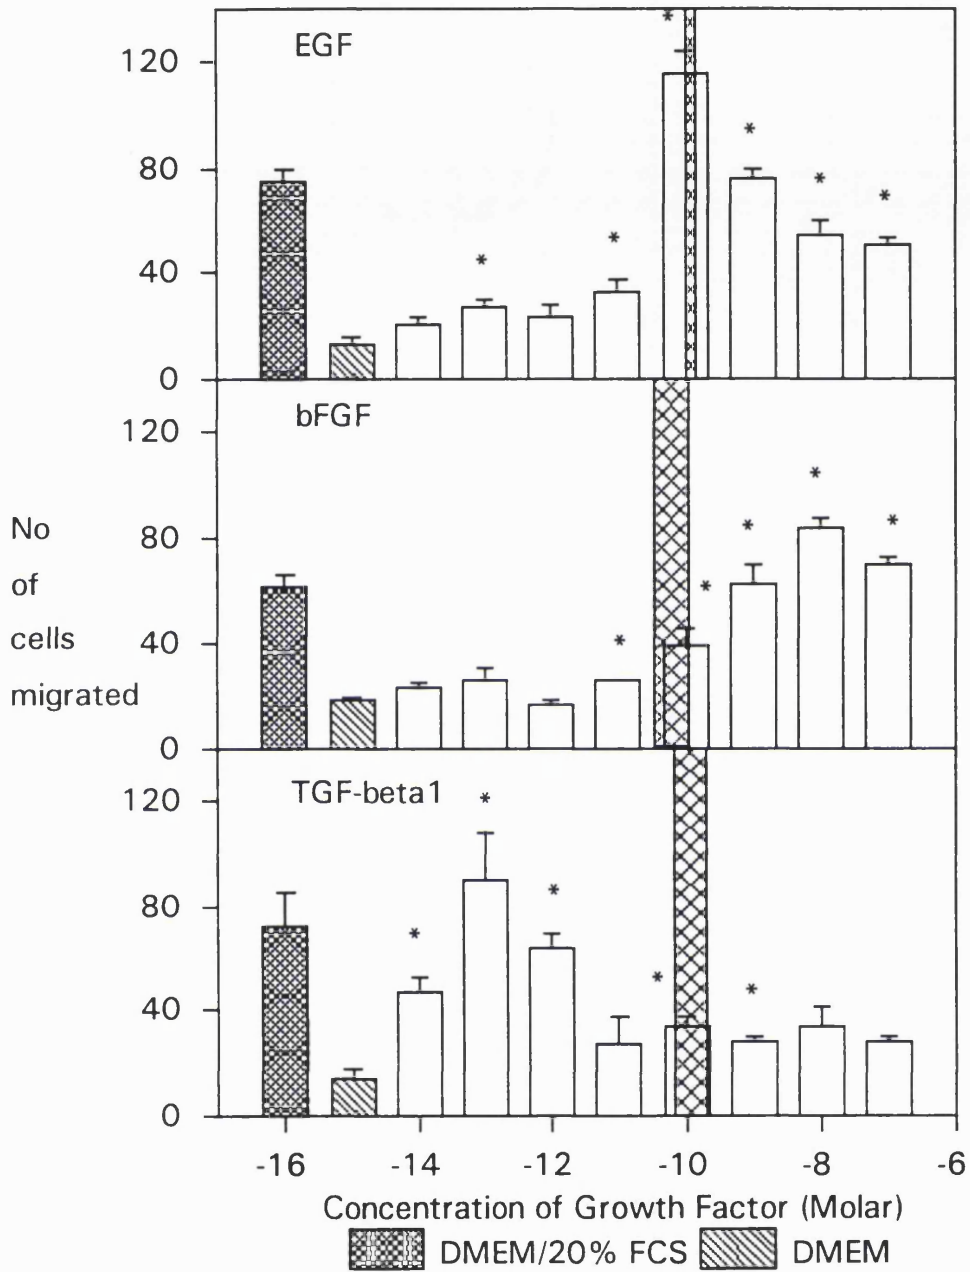 EGF
120
80
40
0
*
*
*
*
*
*
bFGF
120
80
40
0
*
*
*
*
*
No
of
cells
migrated
TGF-beta1
120
80
40
0
*
*
*
*
*
-16 -14 -12 -10 -8 -6
Concentration of Growth Factor (Molar)
DMEM/20% FCS DMEM